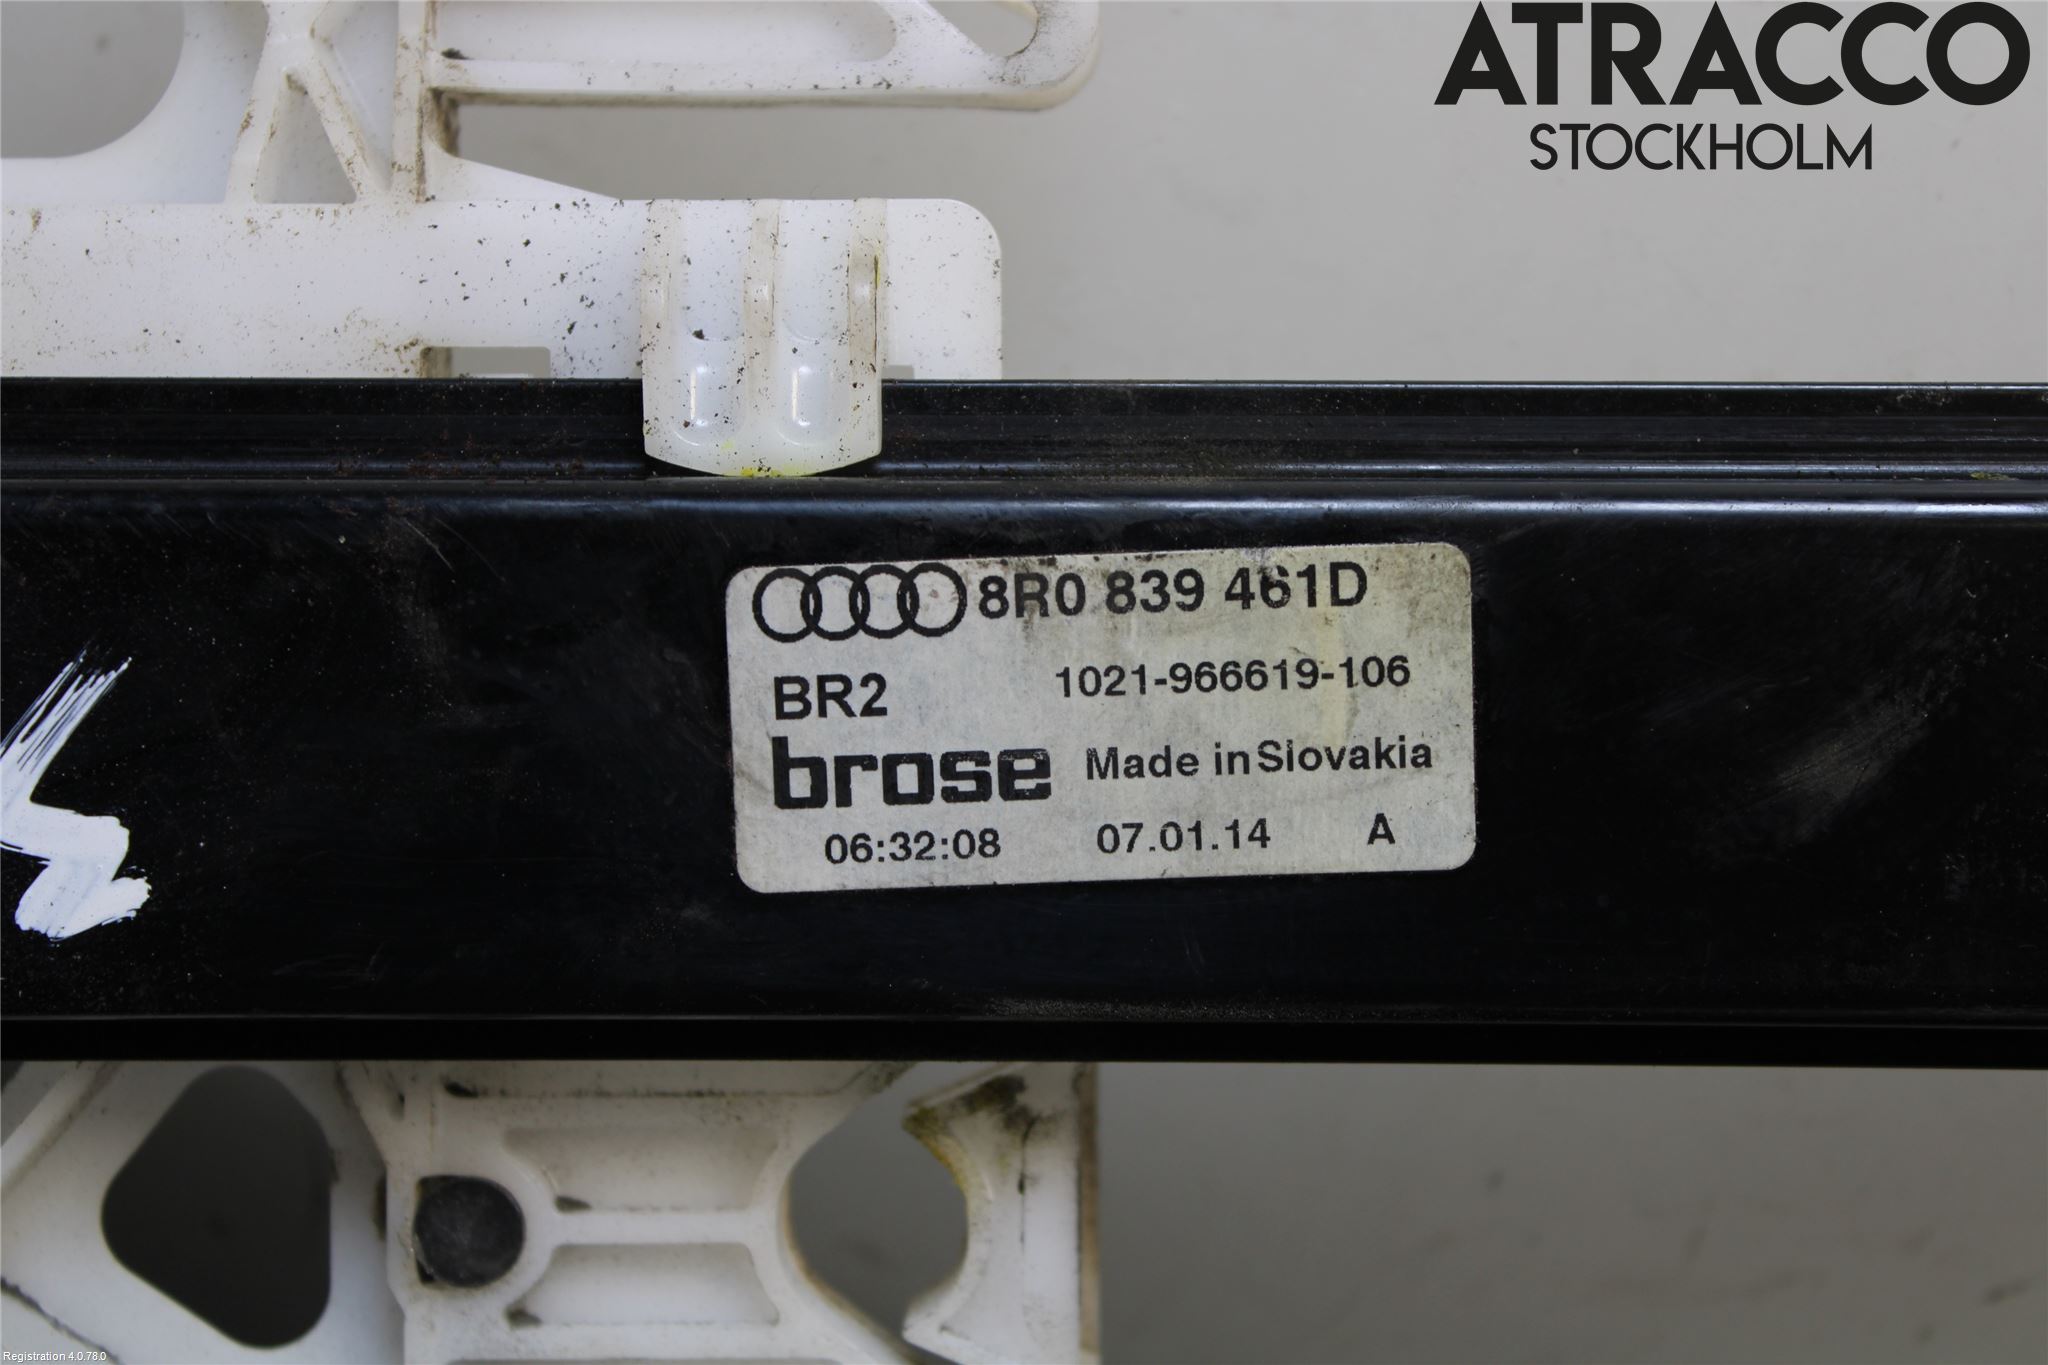 ATRACCO
STOCKHOLM
8R0 839 461D
BR2 1021-966619-106
brose Made in Slovakia
06:32:08 07.01.14 A
Registration 4.0.78.0